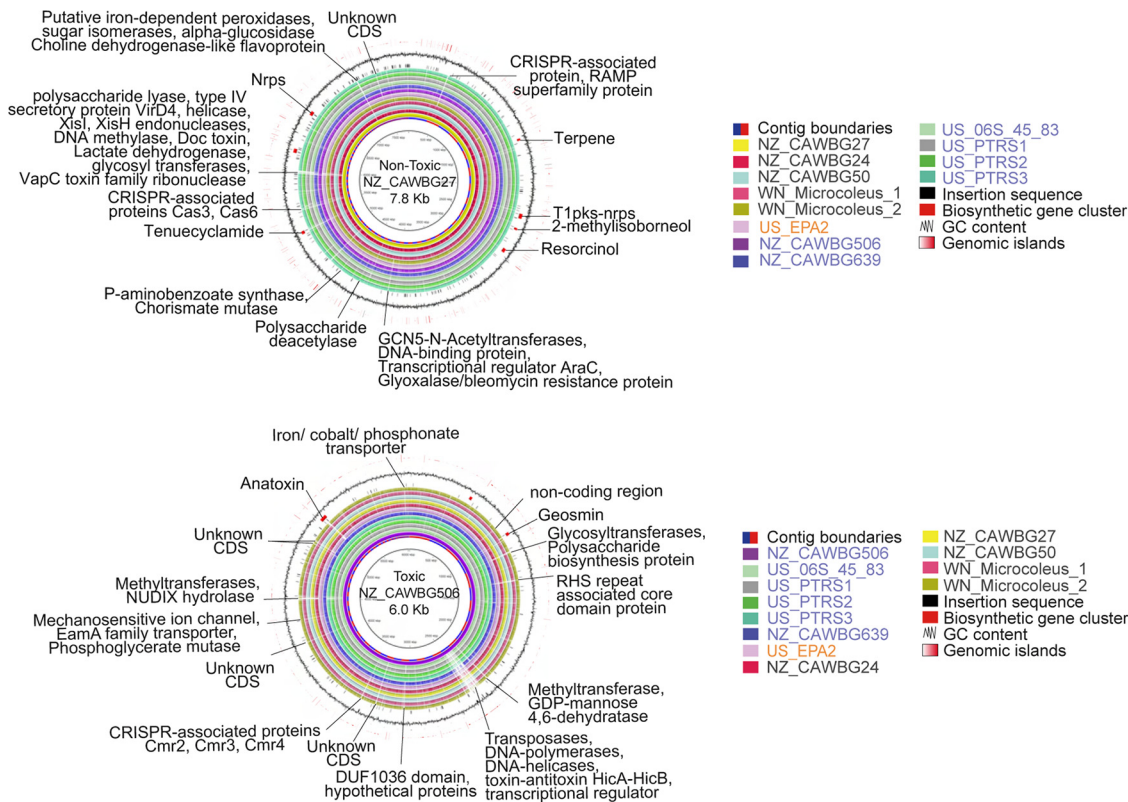 Putative iron-dependent peroxidases,
sugar isomerases, alpha-glucosidase
Choline dehydrogenase-like flavoprotein
Unknown
CDS
CRISPR-associated
protein, RAMP
superfamily protein
Nrps
polysaccharide lyase, type IV
secretory protein VirD4, helicase,
XisI, XisH endonucleases,
DNA methylase, Doc toxin,
Lactate dehydrogenase,
glycosyl transferases,
VapC toxin family ribonuclease
Terpene
Non-Toxic
NZ_CAWBG27
7.8 Kb
CRISPR-associated
proteins Cas3, Cas6
Tenuecyclamide
T1pks-nrps
2-methylisoborneol
Resorcinol
P-aminobenzoate synthase,
Chorismate mutase
Polysaccharide
deacetylase
GCN5-N-Acetyltransferases,
DNA-binding protein,
Transcriptional regulator AraC,
Glyoxalase/bleomycin resistance protein
Contig boundaries
NZ_CAWBG27
NZ_CAWBG24
NZ_CAWBG50
WN_Microcoleus_1
WN_Microcoleus_2
US_EPA2
NZ_CAWBG506
NZ_CAWBG639
US_06S_45_83
US_PTRS1
US_PTRS2
US_PTRS3
Insertion sequence
Biosynthetic gene cluster
GC content
Genomic islands
Iron/ cobalt/ phosphonate
transporter
Anatoxin
non-coding region
Geosmin
Unknown
CDS
Glycosyltransferases,
Polysaccharide
biosynthesis protein
Toxic
NZ_CAWBG506
6.0 Kb
Methyltransferases,
NUDIX hydrolase
RHS repeat
associated core
domain protein
Mechanosensitive ion channel,
EamA family transporter,
Phosphoglycerate mutase
Unknown
CDS
Methyltransferase,
GDP-mannose
4,6-dehydratase
CRISPR-associated proteins
Cmr2, Cmr3, Cmr4
Unknown
CDS
DUF1036 domain,
hypothetical proteins
Transposases,
DNA-polymerases,
DNA-helicases,
toxin-antitoxin HicA-HicB,
transcriptional regulator
Contig boundaries
NZ_CAWBG506
US_06S_45_83
US_PTRS1
US_PTRS2
US_PTRS3
NZ_CAWBG639
US_EPA2
NZ_CAWBG24
NZ_CAWBG27
NZ_CAWBG50
WN_Microcoleus_1
WN_Microcoleus_2
Insertion sequence
Biosynthetic gene cluster
GC content
Genomic islands